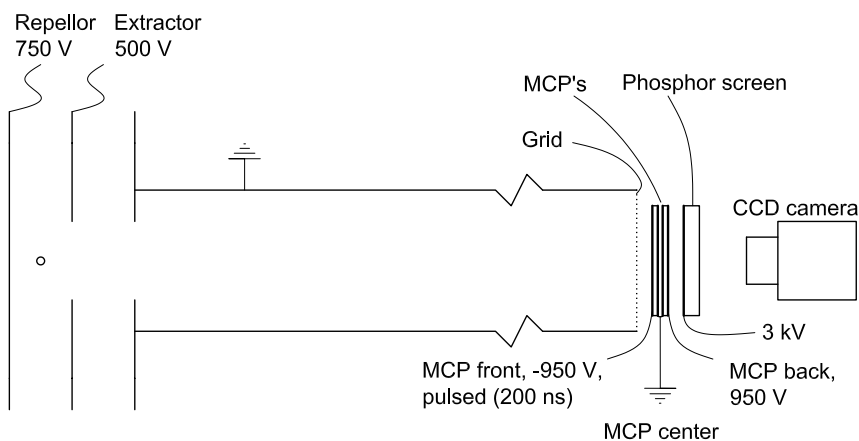 Repellor
750 V
Extractor
500 V
MCP's
Phosphor screen
Grid
CCD camera
3 kV
MCP front, -950 V,
pulsed (200 ns)
MCP back,
950 V
MCP center